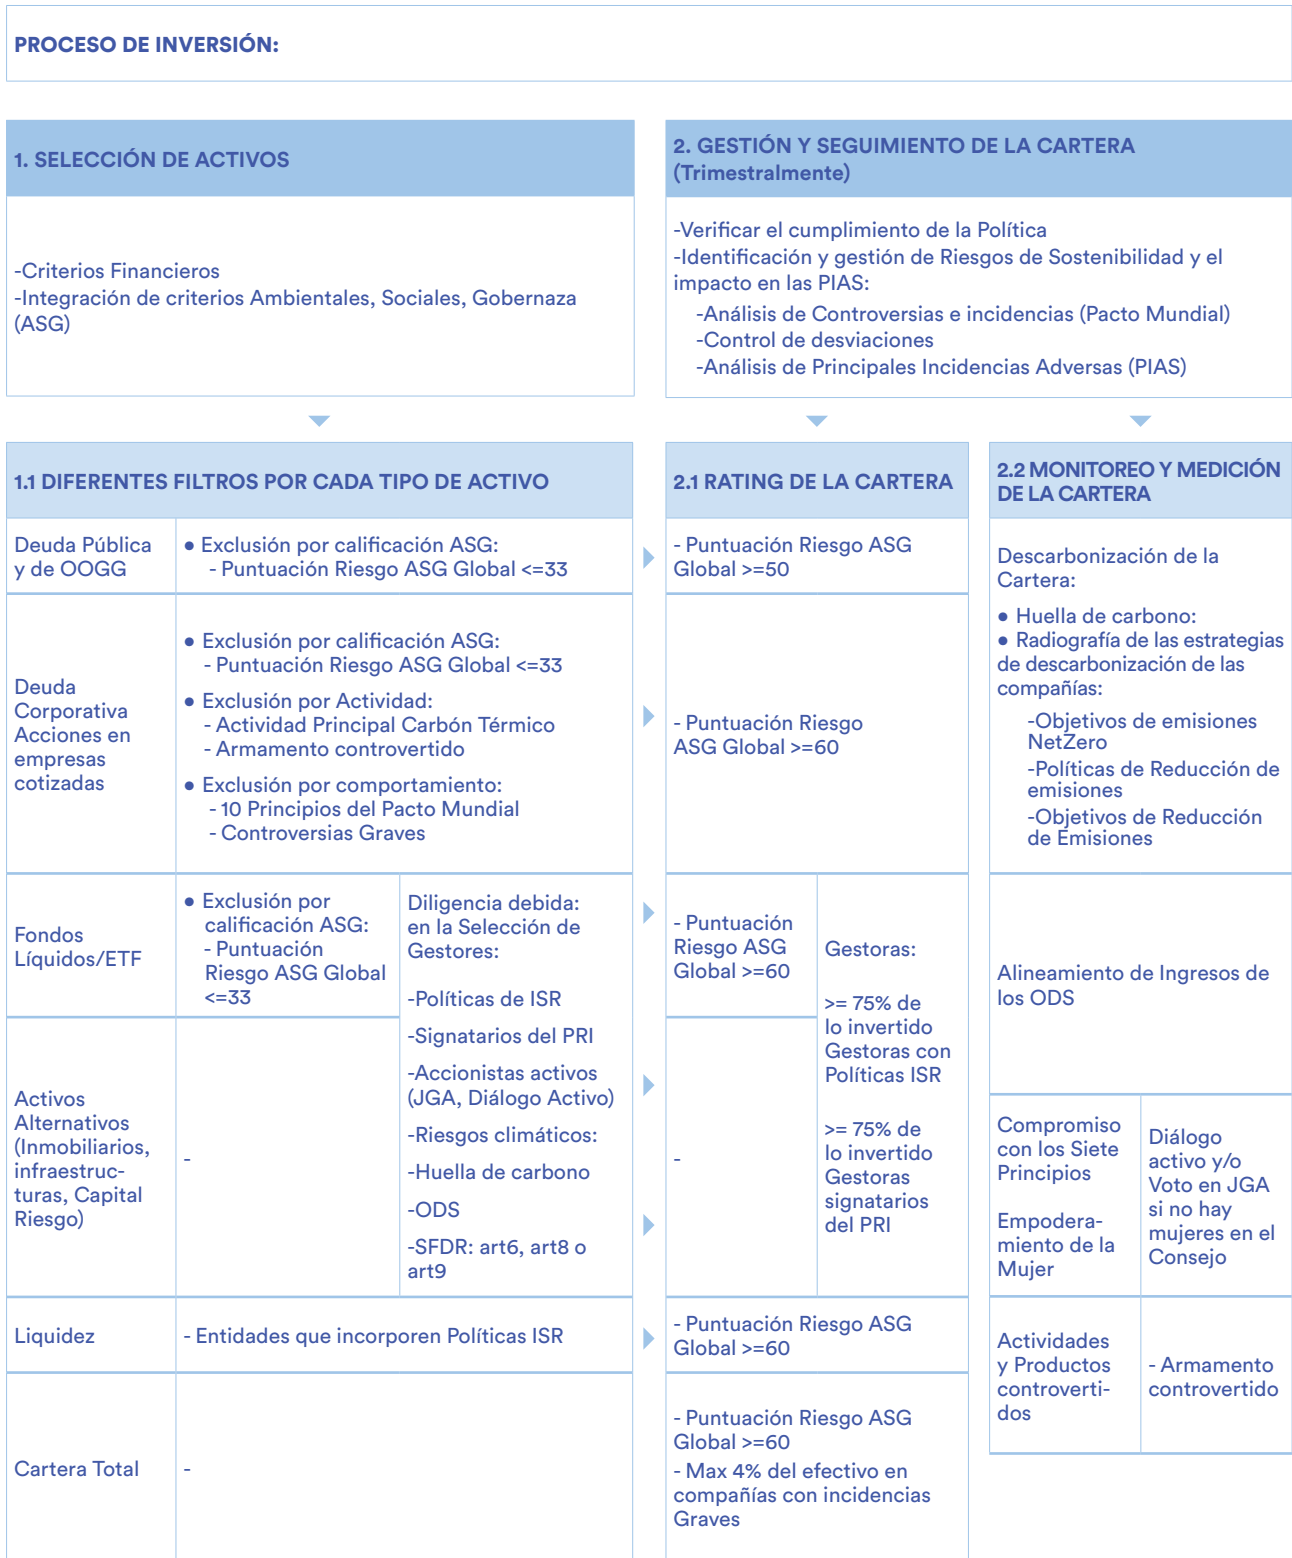 PROCESO DE INVERSIÓN:
1. SELECCIÓN DE ACTIVOS
-Criterios Financieros
-Integración de criterios Ambientales, Sociales, Gobernaza
(ASG)
2. GESTIÓN Y SEGUIMIENTO DE LA CARTERA
(Trimestralmente)
-Verificar el cumplimiento de la Política
-Identificación y gestión de Riesgos de Sostenibilidad y el
impacto en las PIAS:
-Análisis de Controversias e incidencias (Pacto Mundial)
-Control de desviaciones
-Análisis de Principales Incidencias Adversas (PIAS)
1.1 DIFERENTES FILTROS POR CADA TIPO DE ACTIVO
Deuda Pública
y de OOGG
● Exclusión por calificación ASG:
- Puntuación Riesgo ASG Global <=33
Deuda
Corporativa
Acciones en
empresas
cotizadas
● Exclusión por calificación ASG:
- Puntuación Riesgo ASG Global <=33
● Exclusión por Actividad:
- Actividad Principal Carbón Térmico
- Armamento controvertido
● Exclusión por comportamiento:
- 10 Principios del Pacto Mundial
- Controversias Graves
Fondos
Líquidos/ETF
● Exclusión por
calificación ASG:
- Puntuación
Riesgo ASG Global
<=33
Diligencia debida:
en la Selección de
Gestores:
-Políticas de ISR
-Signatarios del PRI
-Accionistas activos
(JGA, Diálogo Activo)
-Riesgos climáticos:
-Huella de carbono
-ODS
-SFDR: art6, art8 o
art9
Activos
Alternativos
(Inmobiliarios,
infraestruc-
turas, Capital
Riesgo)
-
Liquidez
- Entidades que incorporen Políticas ISR
Cartera Total
-
2.1 RATING DE LA CARTERA
- Puntuación Riesgo ASG
Global >=50
- Puntuación Riesgo
ASG Global >=60
- Puntuación
Riesgo ASG
Global >=60
Gestoras:
>= 75% de
lo invertido
Gestoras con
Políticas ISR
>= 75% de
lo invertido
Gestoras
signatarios
del PRI
-
- Puntuación Riesgo ASG
Global >=60
- Puntuación Riesgo ASG
Global >=60
- Max 4% del efectivo en
compañías con incidencias
Graves
2.2 MONITOREO Y MEDICIÓN
DE LA CARTERA
Descarbonización de la
Cartera:
● Huella de carbono:
● Radiografía de las estrategias
de descarbonización de las
compañías:
-Objetivos de emisiones
NetZero
-Políticas de Reducción de
emisiones
-Objetivos de Reducción
de Emisiones
Alineamiento de Ingresos de
los ODS
Compromiso
con los Siete
Principios
Empodera-
miento de la
Mujer
Diálogo
activo y/o
Voto en JGA
si no hay
mujeres en el
Consejo
Actividades
y Productos
controverti-
dos
- Armamento
controvertido